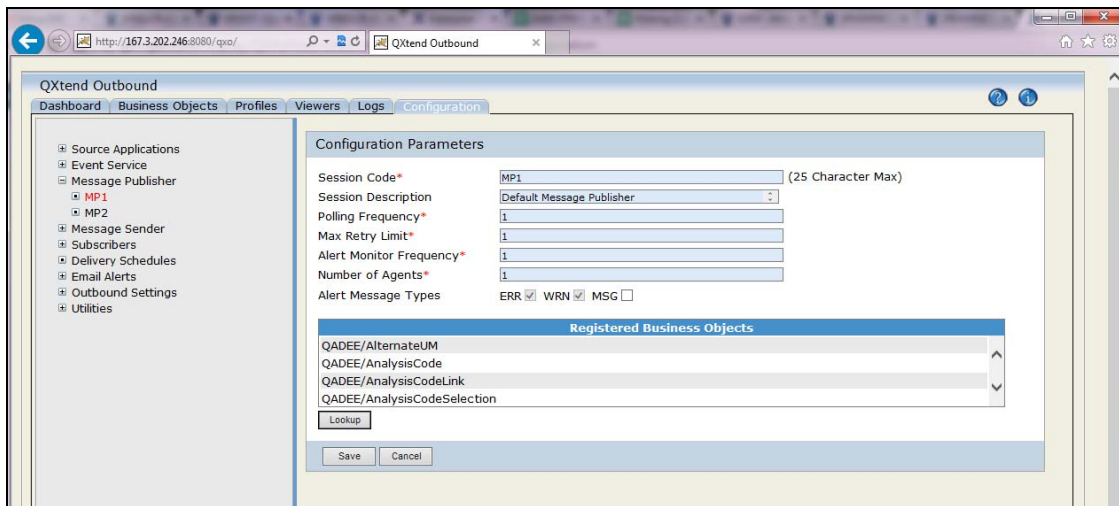 http://167.3.202.246:8080/qxo/
QXtend Outbound
QXtend Outbound
Dashboard Business Objects Profiles Viewers Logs Configuration
Source Applications
Event Service
Message Publisher
MP1
MP2
Message Sender
Subscribers
Delivery Schedules
Email Alerts
Outbound Settings
Utilities
Configuration Parameters
Session Code* MP1 (25 Character Max)
Session Description Default Message Publisher
Polling Frequency* 1
Max Retry Limit* 1
Alert Monitor Frequency* 1
Number of Agents* 1
Alert Message Types ERR WRN MSG
Registered Business Objects
QADEE/AlternateUM
QADEE/AnalysisCode
QADEE/AnalysisCodeLink
QADEE/AnalysisCodeSelection
Lookup
Save Cancel